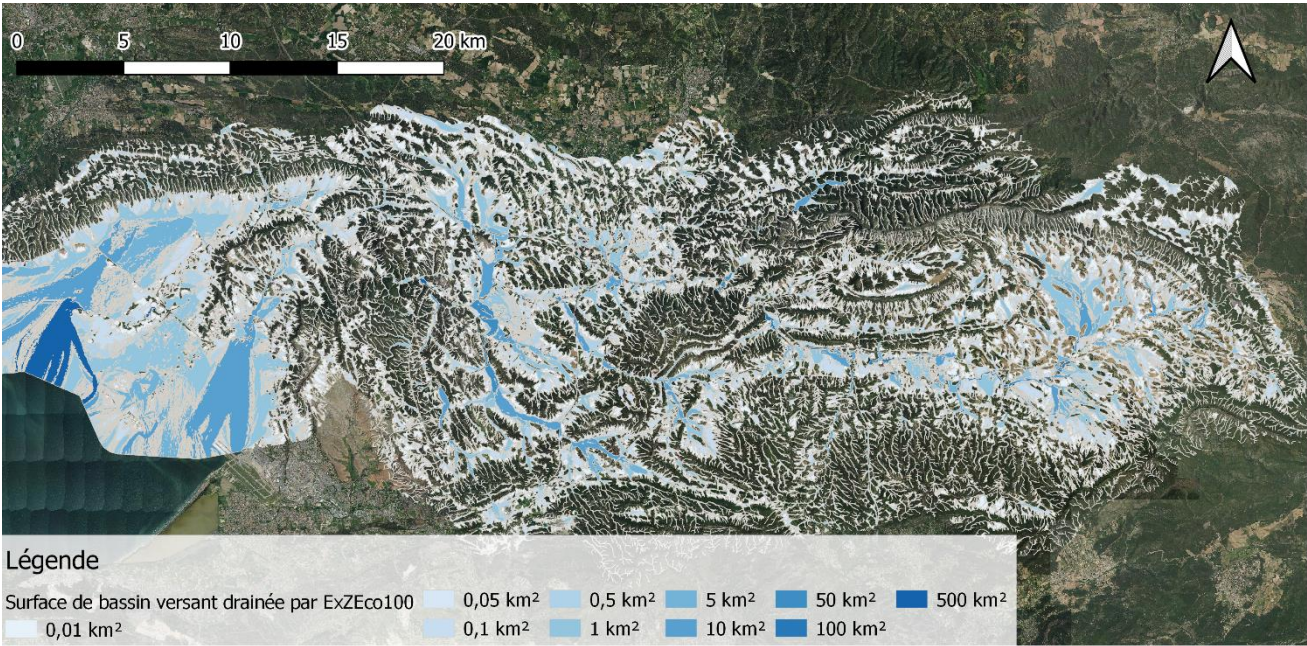 0 5 10 15 20 km
Légende
Surface de bassin versant drainée par ExZEco100
0,01 km²
0,05 km²
0,1 km²
0,5 km²
1 km²
5 km²
10 km²
50 km²
100 km²
500 km²